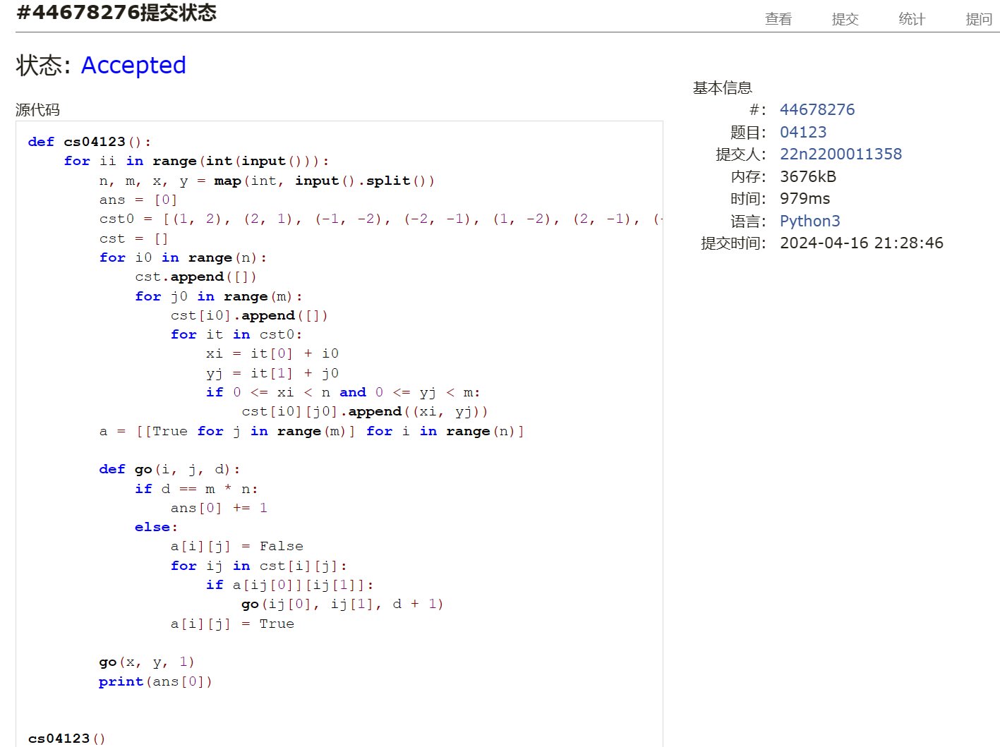 #44678276提交状态
查看 提交 统计 提问
状态: Accepted
源代码
def cs04123():
    for ii in range(int(input())):
        n, m, x, y = map(int, input().split())
        ans = [0]
        cst0 = [(1, 2), (2, 1), (-1, -2), (-2, -1), (1, -2), (2, -1), (-
        cst = []
        for i0 in range(n):
            cst.append([])
            for j0 in range(m):
                cst[i0].append([])
                for it in cst0:
                    xi = it[0] + i0
                    yj = it[1] + j0
                    if 0 <= xi < n and 0 <= yj < m:
                        cst[i0][j0].append((xi, yj))
        a = [[True for j in range(m)] for i in range(n)]
        def go(i, j, d):
            if d == m * n:
                ans[0] += 1
            else:
                a[i][j] = False
                for ij in cst[i][j]:
                    if a[ij[0]][ij[1]]:
                        go(ij[0], ij[1], d + 1)
                a[i][j] = True
        go(x, y, 1)
        print(ans[0])
cs04123()
基本信息
#: 44678276
题目: 04123
提交人: 22n2200011358
内存: 3676kB
时间: 979ms
语言: Python3
提交时间: 2024-04-16 21:28:46